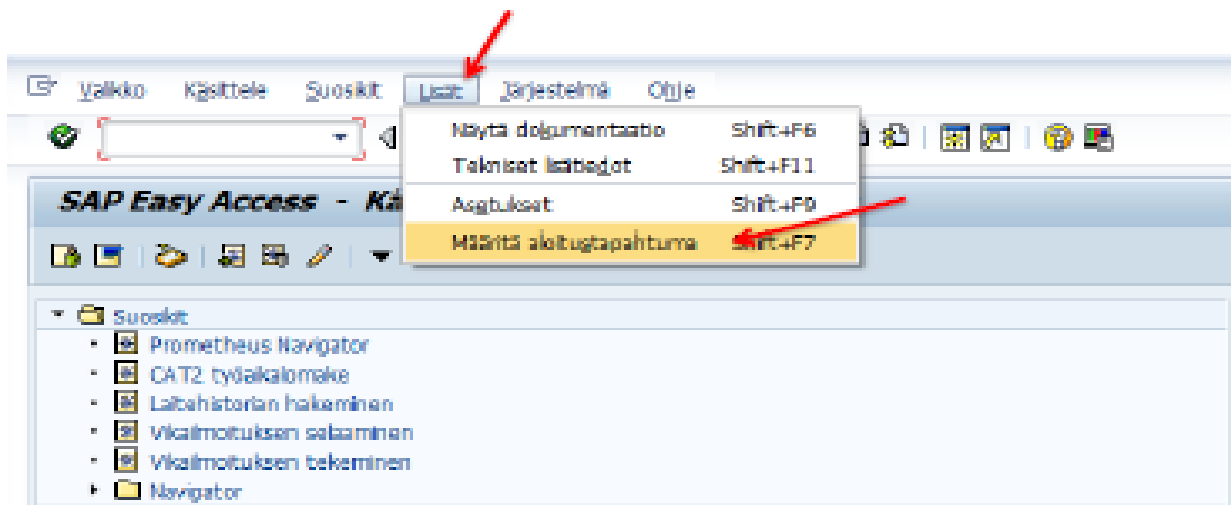 Valikko Käsittele Suosikit Lisät Järjestelmä Ohje
Näytä dokumentaatio Shift+F6
Tekniset lisätiedot Shift+F11
Asetukset Shift+F9
Määritä aloitustapahtuma Shift+F7
SAP Easy Access - Kä
Suosikit
Prometheus Navigator
CAT2 työaikalomake
Laitehistorian hakeminen
Vikailmoituksen selaaminen
Vikailmoituksen tekeminen
Navigator